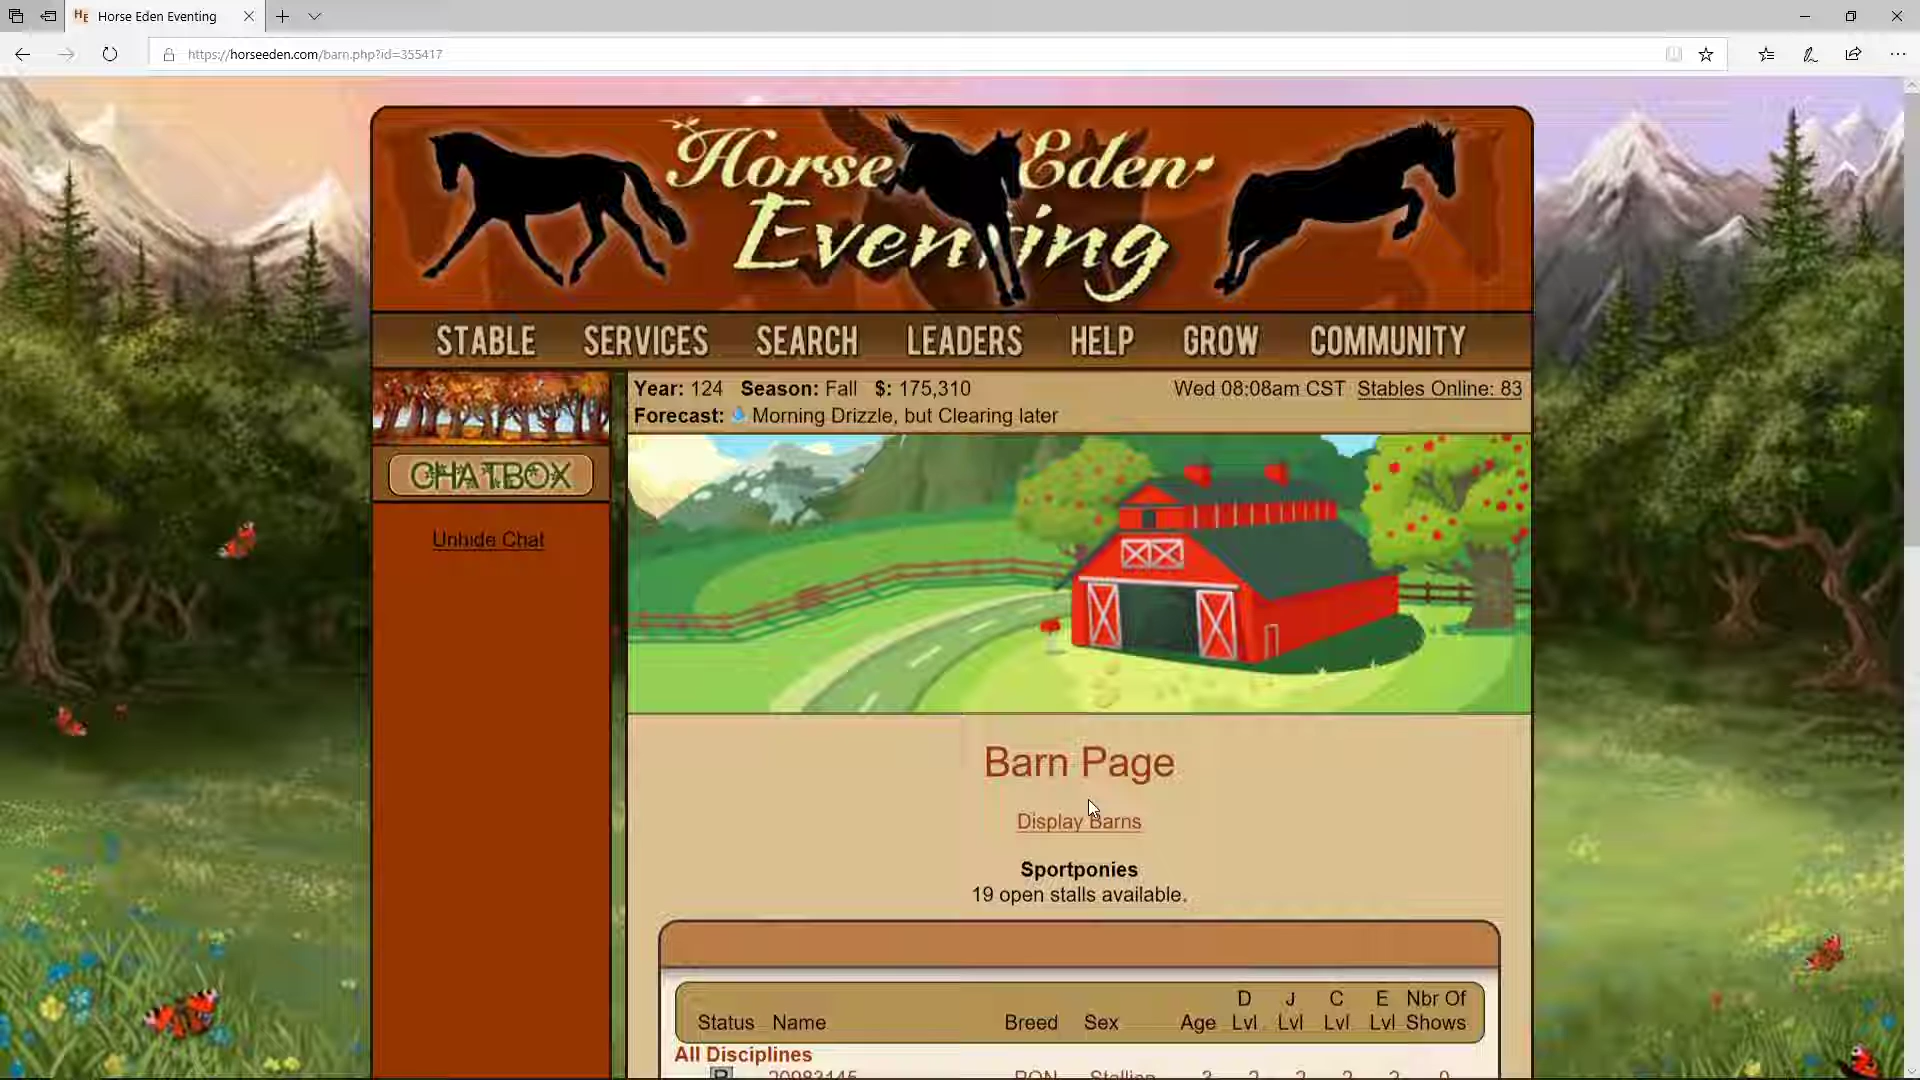 Horse Eden Eventing
https://horseeden.com/barn.php?id=355417
Horse Eden
Eventing
STABLE SERVICES SEARCH LEADERS HELP GROW COMMUNITY
Year: 124 Season: Fall $: 175,310 Wed 08:08am CST Stables Online: 83
Forecast: Morning Drizzle, but Clearing later
CHATBOX
Unhide Chat
Barn Page
Display Barns
Sportponies
19 open stalls available.
D J C E Nbr Of
Status Name Breed Sex Age Lvl Lvl Lvl Lvl Shows
All Disciplines